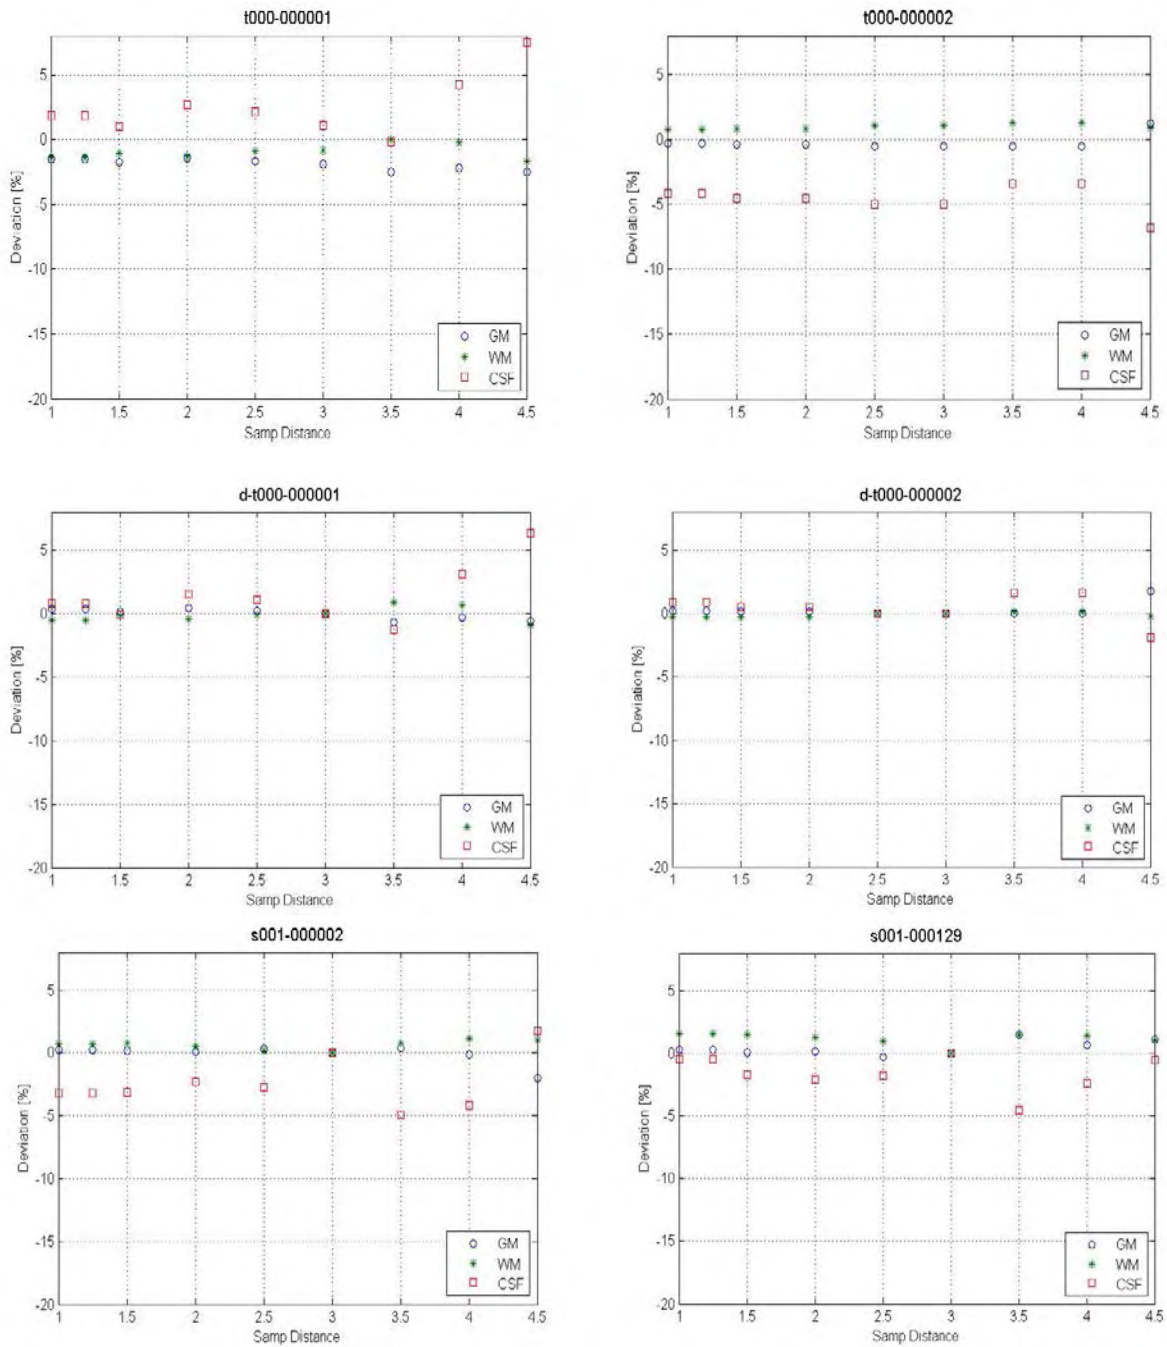 t000-000001
5
0
-5
-10
-15
-20
Deviation [%]
GM
WM
CSF
1 1.5 2 2.5 3 3.5 4 4.5
Samp Distance
t000-000002
5
0
-5
-10
-15
-20
Deviation [%]
GM
WM
CSF
1 1.5 2 2.5 3 3.5 4 4.5
Samp Distance
d-t000-000001
5
0
-5
-10
-15
-20
Deviation [%]
GM
WM
CSF
1 1.5 2 2.5 3 3.5 4 4.5
Samp Distance
d-t000-000002
5
0
-5
-10
-15
-20
Deviation [%]
GM
WM
CSF
1 1.5 2 2.5 3 3.5 4 4.5
Samp Distance
s001-000002
5
0
-5
-10
-15
-20
Deviation [%]
GM
WM
CSF
1 1.5 2 2.5 3 3.5 4 4.5
Samp Distance
s001-000129
5
0
-5
-10
-15
-20
Deviation [%]
GM
WM
CSF
1 1.5 2 2.5 3 3.5 4 4.5
Samp Distance